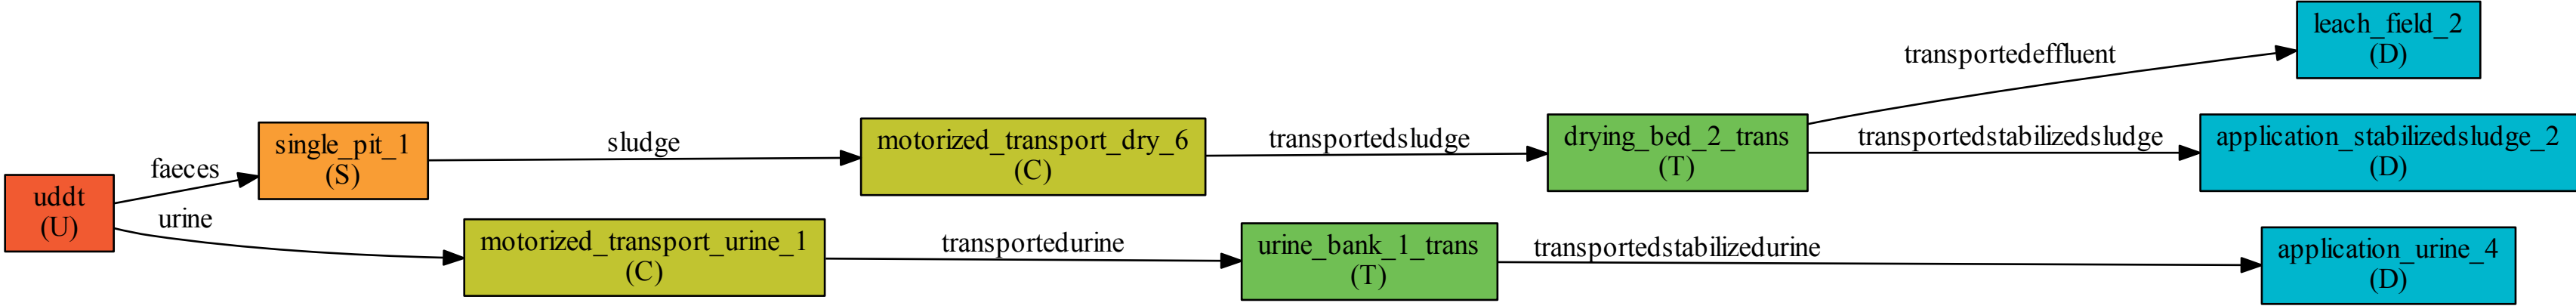 uddt
(U)
faeces
urine
single_pit_1
(S)
sludge
motorized_transport_dry_6
(C)
transportedsludge
drying_bed_2_trans
(T)
transportedeffluent
leach_field_2
(D)
transportedstabilizedsludge
application_stabilizedsludge_2
(D)
motorized_transport_urine_1
(C)
transportedurine
urine_bank_1_trans
(T)
transportedstabilizedurine
application_urine_4
(D)